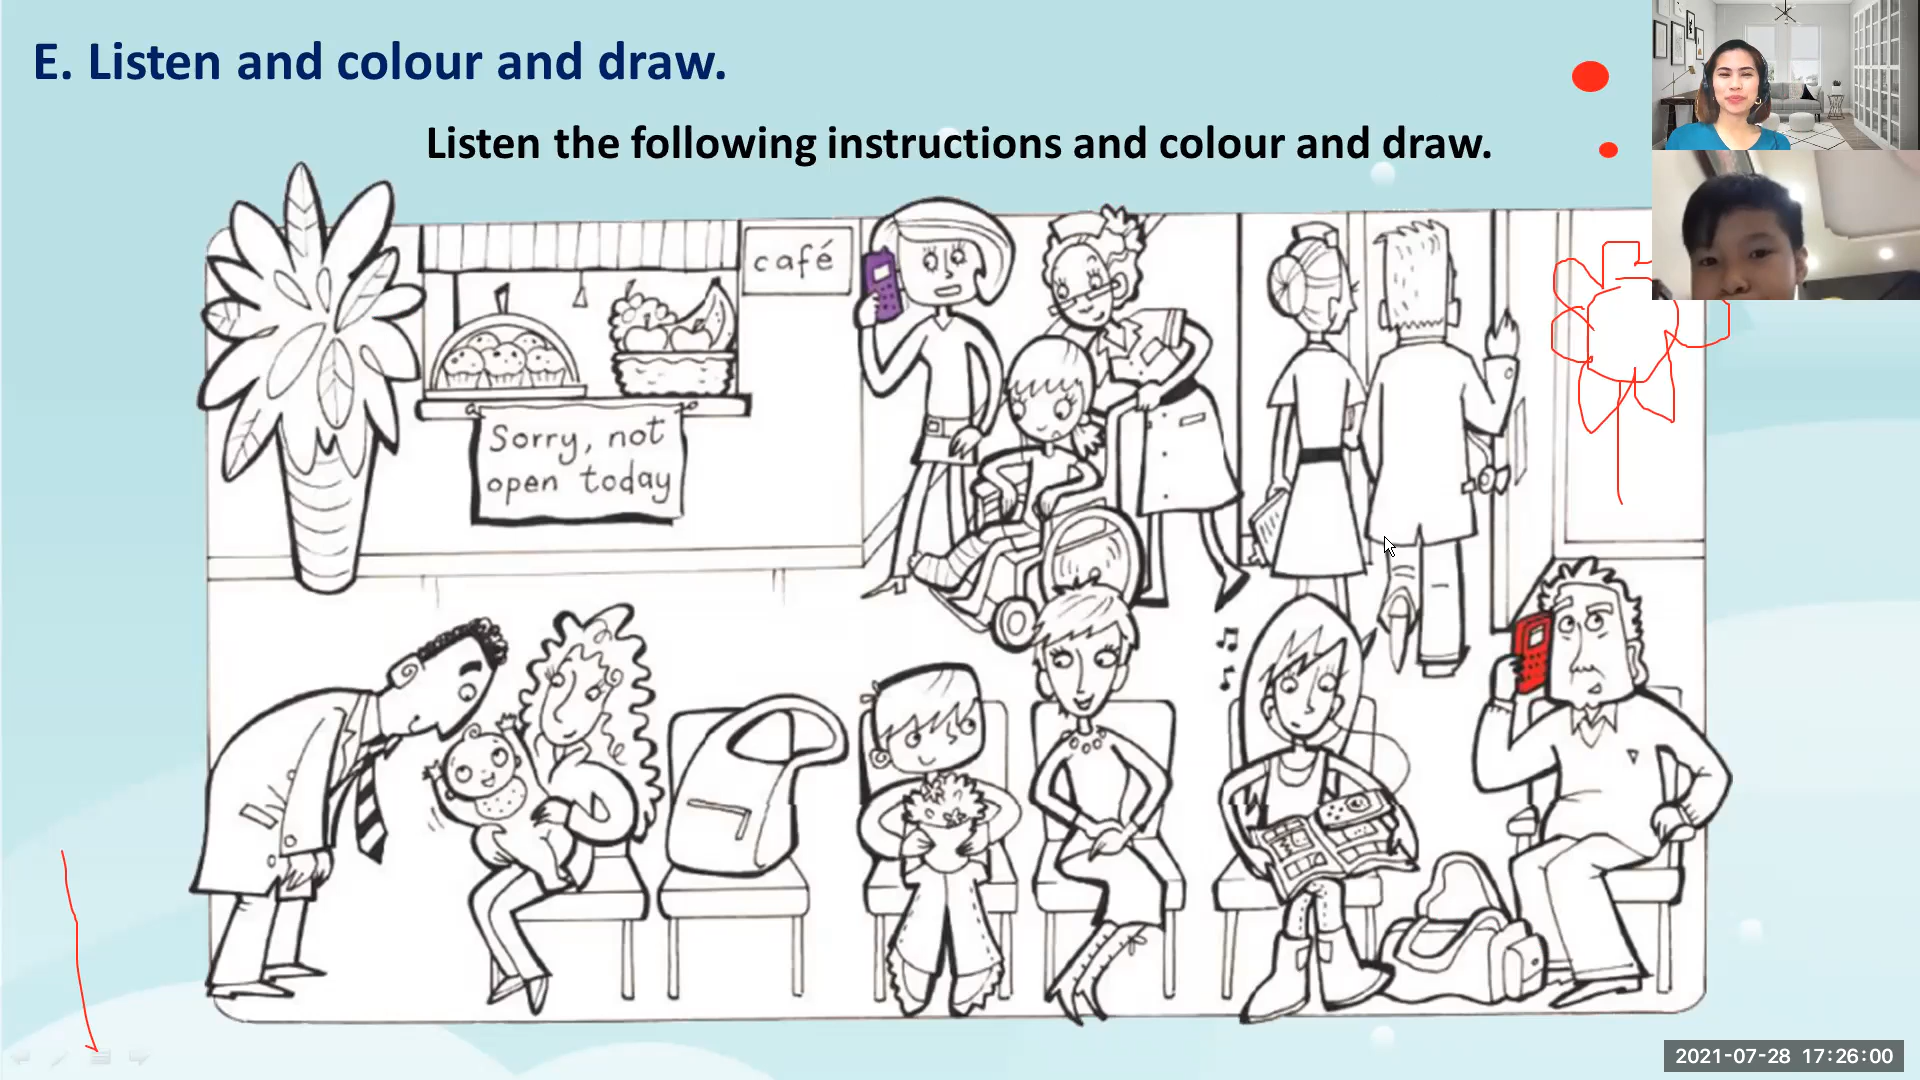 E. Listen and colour and draw.
Listen the following instructions and colour and draw.
café
Sorry, not
open today
2021-07-28 17:26:00